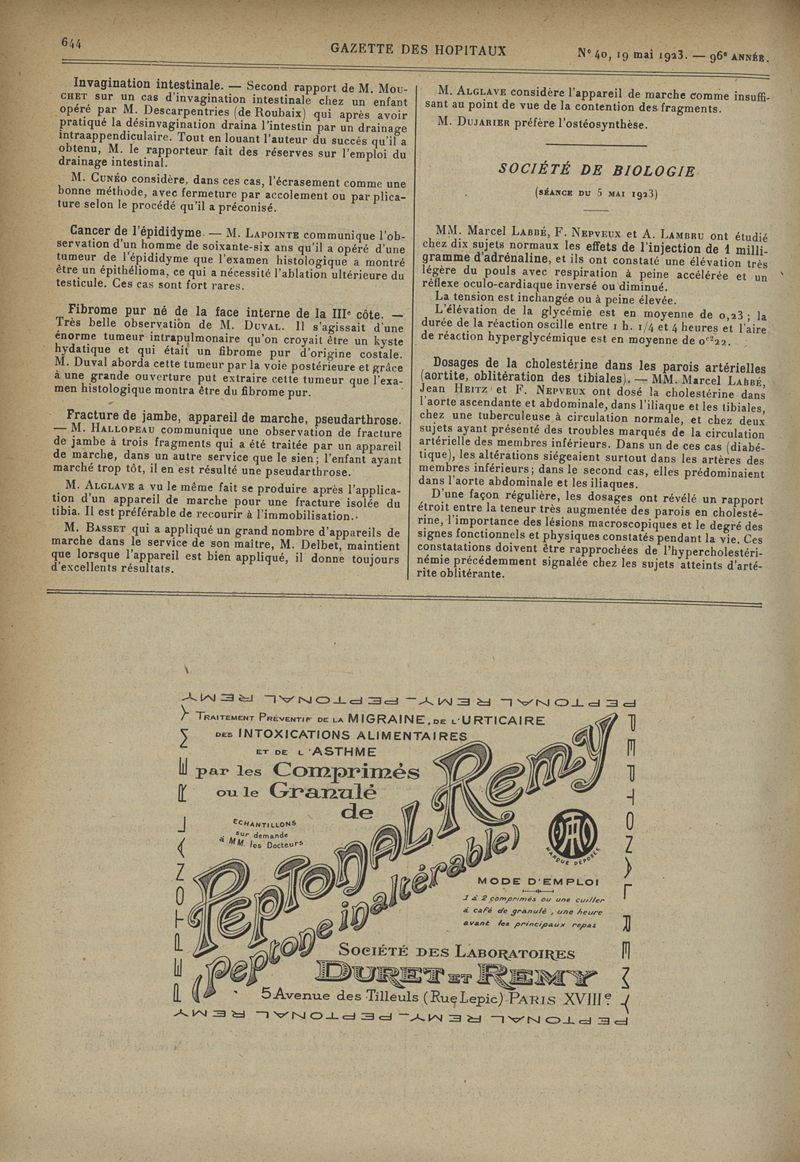 644
GAZETTE DES HOPITAUX
N° 40, 19 mai 1923. — 96e ANNÉE.
Invagination intestinale. — Second rapport de M. MOU-
CHET sur un cas d'invagination intestinale chez un enfant
opéré par M. Descarpentries (de Roubaix) qui après avoir
pratiqué la désinvagination draina l'intestin par un drainage
intraappendiculaire. Tout en louant l'auteur du succès qu'il a
obtenu, M. le rapporteur fait des réserves sur l'emploi du
drainage intestinal.
M. CUNÉO considère, dans ces cas, l'écrasement comme une
bonne méthode, avec fermeture par accolement ou par plica-
ture selon le procédé qu'il a préconisé.
Cancer de l'épididyme. — M. LAPOINTE communique l'ob-
servation d'un homme de soixante-six ans qu'il a opéré d'une
tumeur de l'épididyme que l'examen histologique a montré
être un épithélioma, ce qui a nécessité l'ablation ultérieure du
testicule. Ces cas sont fort rares.
Fibrome pur né de la face interne de la IIIe côte. —
Très belle observation de M. DUVAL. Il s'agissait d'une
énorme tumeur intrapulmonaire qu'on croyait être un kyste
hydatique et qui était un fibrome pur d'origine costale.
M. Duval aborda cette tumeur par la voie postérieure et grâce
à une grande ouverture put extraire cette tumeur que l'exa-
men histologique montra être du fibrome pur.
Fracture de jambe, appareil de marche, pseudarthrose.
— M. HALLOPEAU communique une observation de fracture
de jambe à trois fragments qui a été traitée par un appareil
de marche, dans un autre service que le sien; l'enfant ayant
marché trop tôt, il en est résulté une pseudarthrose.
M. ALGLAVE a vu le même fait se produire après l'applica-
tion d'un appareil de marche pour une fracture isolée du
tibia. Il est préférable de recourir à l'immobilisation.
M. BASSET qui a appliqué un grand nombre d'appareils de
marche dans le service de son maître, M. Delbet, maintient
que lorsque l'appareil est bien appliqué, il donne toujours
d'excellents résultats.
M. ALGLAVE considère l'appareil de marche comme insuffi-
sant au point de vue de la contention des fragments.
M. DUJARIER préfère l'ostéosynthèse.
SOCIÉTÉ DE BIOLOGIE
(SÉANCE DU 5 MAI 1923)
MM. Marcel LABBÉ, F. NEPVEUX et A. LAMBRU ont étudié
chez dix sujets normaux les effets de l'injection de 1 milli-
gramme d'adrénaline, et ils ont constaté une élévation très
légère du pouls avec respiration à peine accélérée et un
réflexe oculo-cardiaque inversé ou diminué.
La tension est inchangée ou à peine élevée.
L'élévation de la glycémie est en moyenne de 0,23; la
durée de la réaction oscille entre 1 h. 1/4 et 4 heures et l'aire
de réaction hyperglycémique est en moyenne de 0cm222.
Dosages de la cholestérine dans les parois artérielles
(aortite, oblitération des tibiales). — MM. Marcel LABBÉ,
Jean HEITZ et F. NEPVEUX ont dosé la cholestérine dans
l'aorte ascendante et abdominale, dans l'iliaque et les tibiales,
chez une tuberculeuse à circulation normale, et chez deux
sujets ayant présenté des troubles marqués de la circulation
artérielle des membres inférieurs. Dans un de ces cas (diabé-
tique), les altérations siégeaient surtout dans les artères des
membres inférieurs; dans le second cas, elles prédominaient
dans l'aorte abdominale et les iliaques.
D'une façon régulière, les dosages ont révélé un rapport
étroit entre la teneur très augmentée des parois en cholesté-
rine, l'importance des lésions macroscopiques et le degré des
signes fonctionnels et physiques constatés pendant la vie. Ces
constatations doivent être rapprochées de l'hypercholestéri-
némie précédemment signalée chez les sujets atteints d'arté-
rite oblitérante.
PEPTONAL REMY — PEPTONAL REMY
TRAITEMENT PRÉVENTIF DE LA MIGRAINE, DE L'URTICAIRE
DES INTOXICATIONS ALIMENTAIRES
ET DE L'ASTHME
par les Comprimés
ou le Granulé
de
PEPTONAL REMY
(Peptone inaltérable)
ECHANTILLONS
sur demande
à MM. les Docteurs
MARQUE DÉPOSÉE
MODE D'EMPLOI
1 à 2 comprimés ou une cuiller
à café de granulé, une heure
avant les principaux repas
SOCIÉTÉ DES LABORATOIRES
DURET ET REMY
5 Avenue des Tilleuls (Rue Lepic) PARIS XVIIIe
PEPTONAL REMY
PEPTONAL REMY
PEPTONAL REMY — PEPTONAL REMY